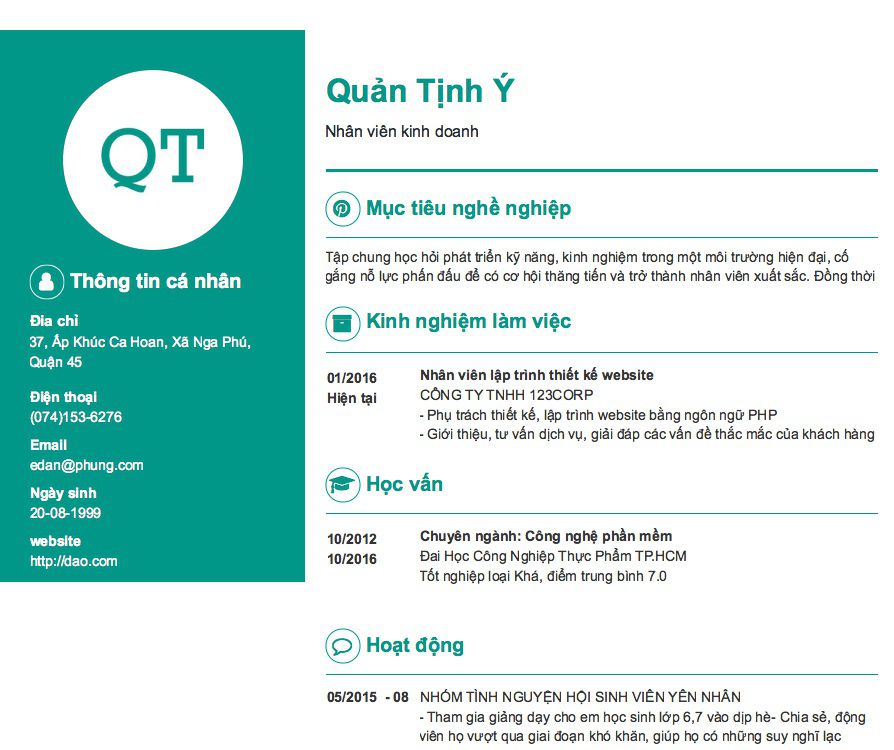 QT
Thông tin cá nhân
Đia chỉ
37, Ấp Khúc Ca Hoan, Xã Nga Phú,
Quận 45
Điện thoại
(074)153-6276
Email
edan@phung.com
Ngày sinh
20-08-1999
website
http://dao.com
Quản Tịnh Ý
Nhân viên kinh doanh
Mục tiêu nghề nghiệp
Tập chung học hỏi phát triển kỹ năng, kinh nghiệm trong một môi trường hiện đại, cố
gắng nỗ lực phấn đấu để có cơ hội thăng tiến và trở thành nhân viên xuất sắc. Đồng thời
Kinh nghiệm làm việc
01/2016
Hiện tại
Nhân viên lập trình thiết kế website
CÔNG TY TNHH 123CORP
- Phụ trách thiết kế, lập trình website bằng ngôn ngữ PHP
- Giới thiệu, tư vấn dịch vụ, giải đáp các vấn đề thắc mắc của khách hàng
Học vấn
10/2012
10/2016
Chuyên ngành: Công nghệ phần mềm
Đai Học Công Nghiệp Thực Phẩm TP.HCM
Tốt nghiệp loại Khá, điểm trung bình 7.0
Hoạt động
05/2015 - 08
NHÓM TÌNH NGUYỆN HỘI SINH VIÊN YÊN NHÂN
- Tham gia giảng dạy cho em học sinh lớp 6,7 vào dịp hè- Chia sẻ, động
viên họ vượt qua giai đoạn khó khăn, giúp họ có những suy nghĩ lạc